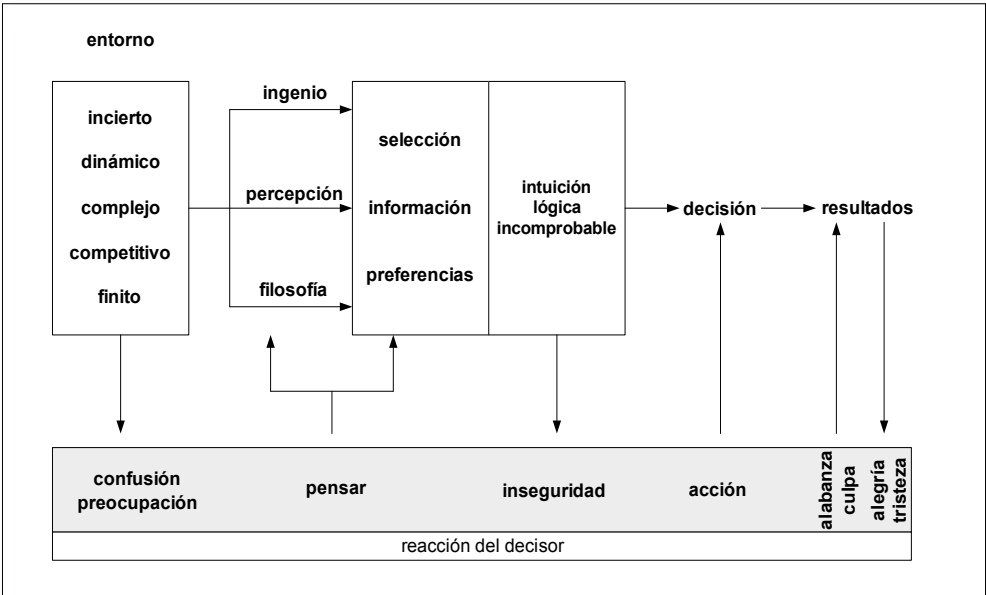 entorno
incierto
dinámico
complejo
competitivo
finito
ingenio
percepción
filosofía
selección
información
preferencias
intuición
lógica
incomprobable
decisión
resultados
confusión
preocupación
pensar
inseguridad
acción
alabanza
culpa
alegría
tristeza
reacción del decisor